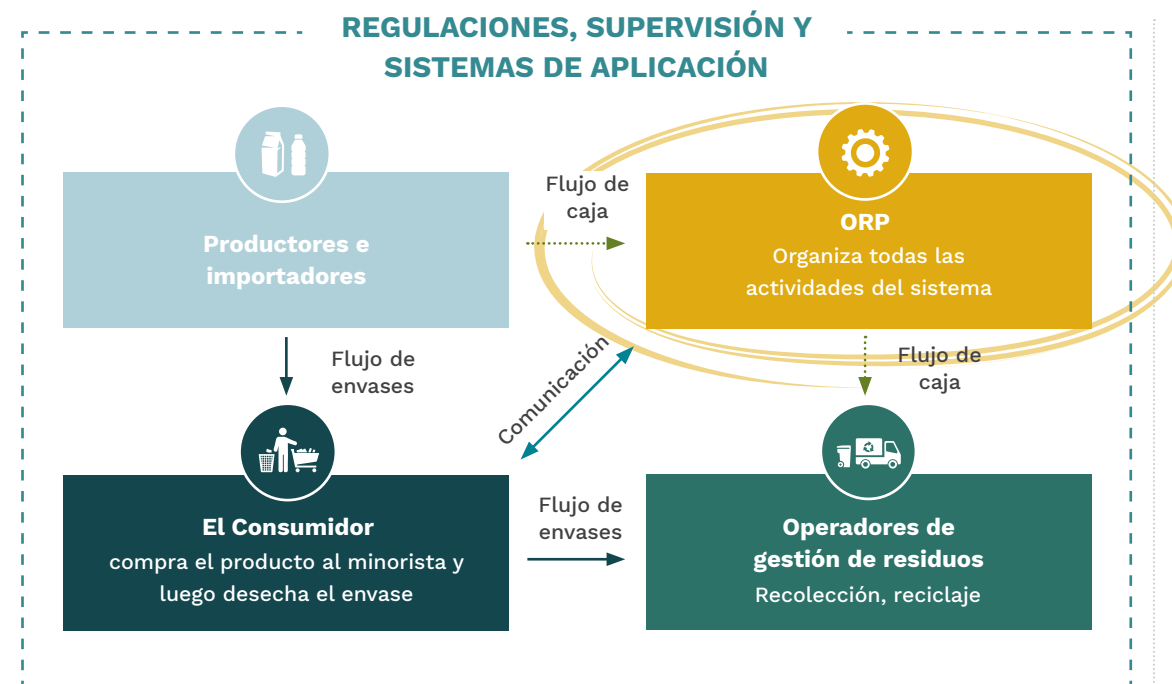 REGULACIONES, SUPERVISIÓN Y
SISTEMAS DE APLICACIÓN
Productores e
importadores
Flujo de
caja
ORP
Organiza todas las
actividades del sistema
Flujo de
envases
Comunicación
Flujo de
caja
El Consumidor
compra el producto al minorista y
luego desecha el envase
Flujo de
envases
Operadores de
gestión de residuos
Recolección, reciclaje